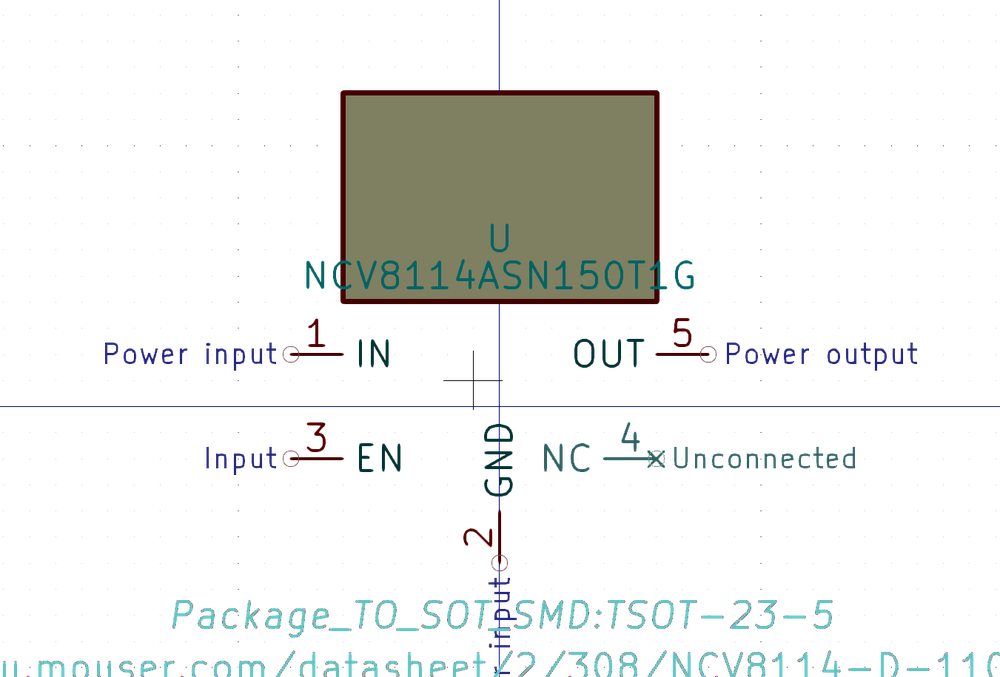 U
NCV8114ASN150T1G
Power input 1 IN OUT 5 Power output
Input 3 EN GND NC 4 Unconnected
2
input
Package_TO_SOT_SMD:TSOT-23-5
u.mouser.com/datasheet/2/308/NCV8114-D-110